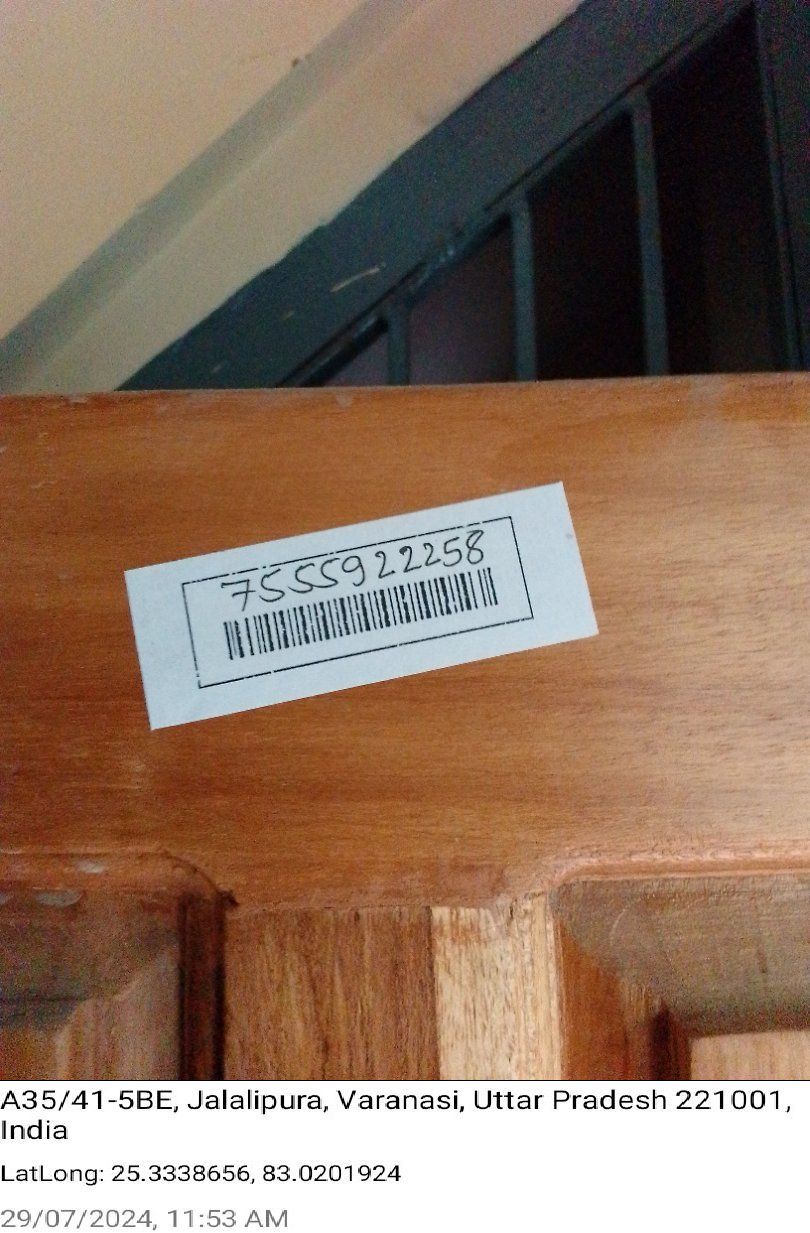 7555922258
A35/41-5BE, Jalalipura, Varanasi, Uttar Pradesh 221001,
India
LatLong: 25.3338656, 83.0201924
29/07/2024, 11:53 AM